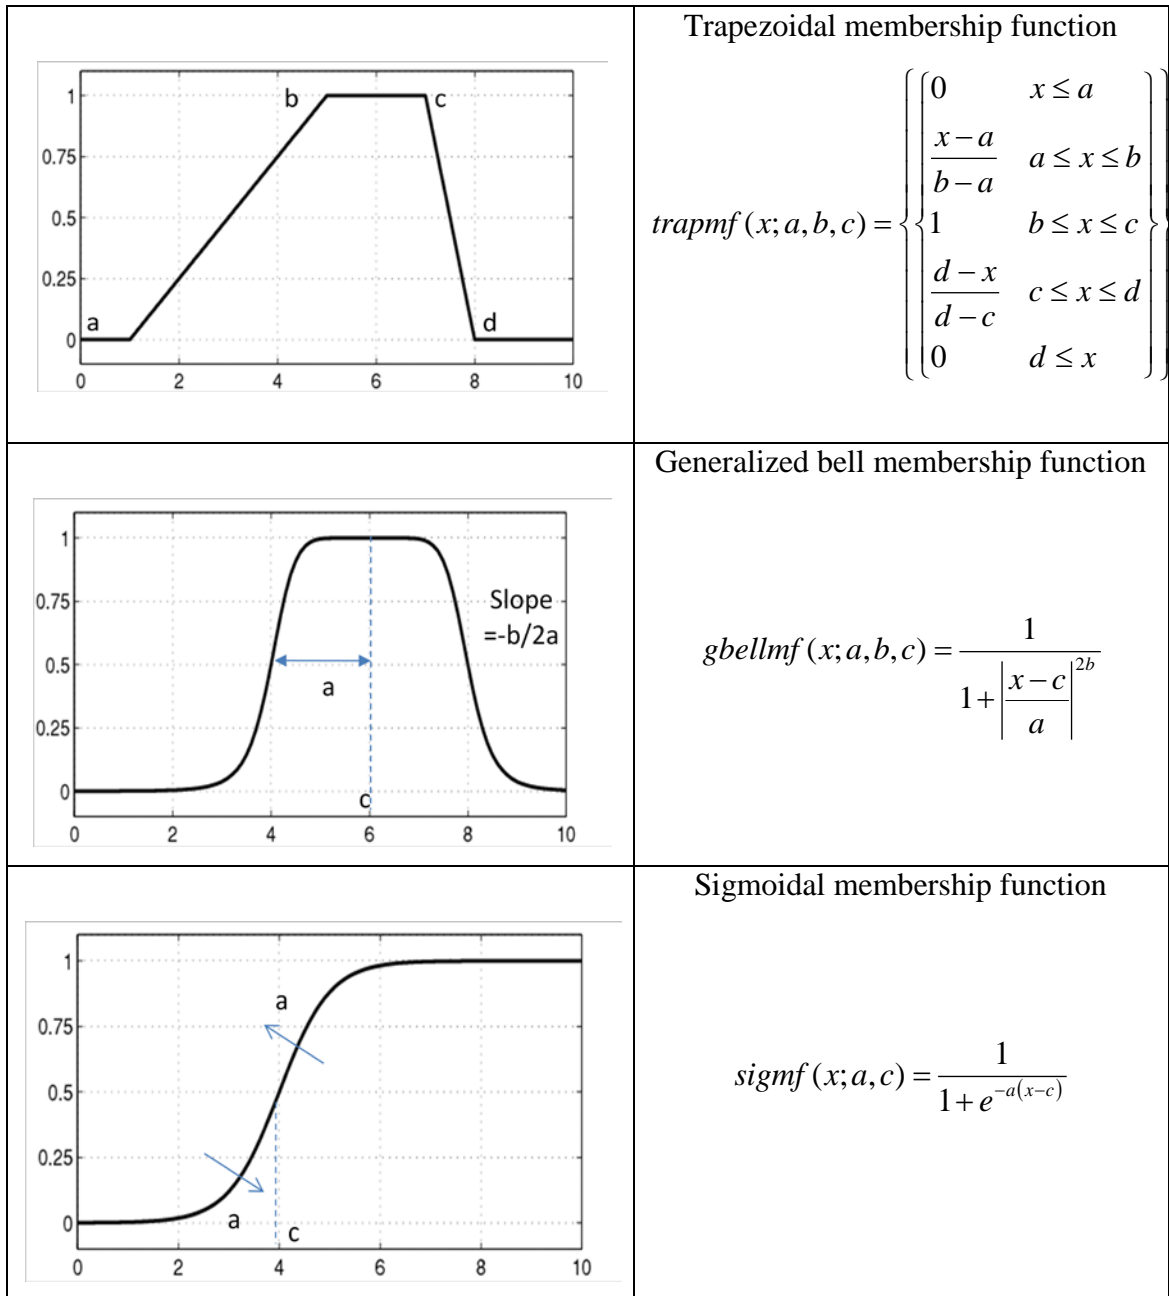 Trapezoidal membership function
1
0.75
0.5
0.25
0
a
b
c
d
0 2 4 6 8 10
trapmf (x; a, b, c) = {{0 x ≤ a
x − a / b − a a ≤ x ≤ b
1 b ≤ x ≤ c
d − x / d − c c ≤ x ≤ d
0 d ≤ x}}
Generalized bell membership function
1
0.75
0.5
0.25
0
Slope
=-b/2a
a
c
0 2 4 6 8 10
gbellmf (x; a, b, c) = 1 / (1 + |(x − c) / a|^2b)
Sigmoidal membership function
1
0.75
0.5
0.25
0
a
a
c
0 2 4 6 8 10
sigmf (x; a, c) = 1 / (1 + e^−a(x−c))